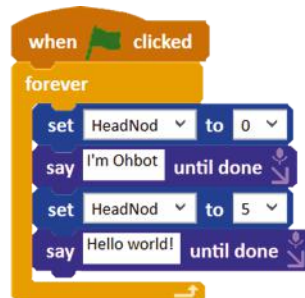 when clicked
forever
set HeadNod to 0
say I'm Ohbot until done
set HeadNod to 5
say Hello world! until done